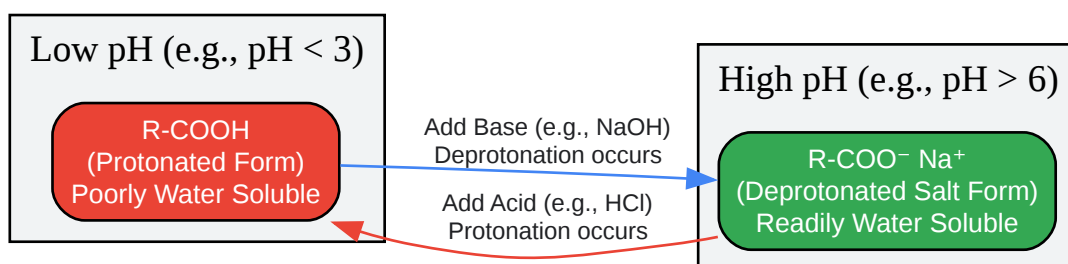 Low pH (e.g., pH < 3)
R-COOH
(Protonated Form)
Poorly Water Soluble
Add Base (e.g., NaOH)
Deprotonation occurs
Add Acid (e.g., HCl)
Protonation occurs
High pH (e.g., pH > 6)
R-COO⁻ Na⁺
(Deprotonated Salt Form)
Readily Water Soluble